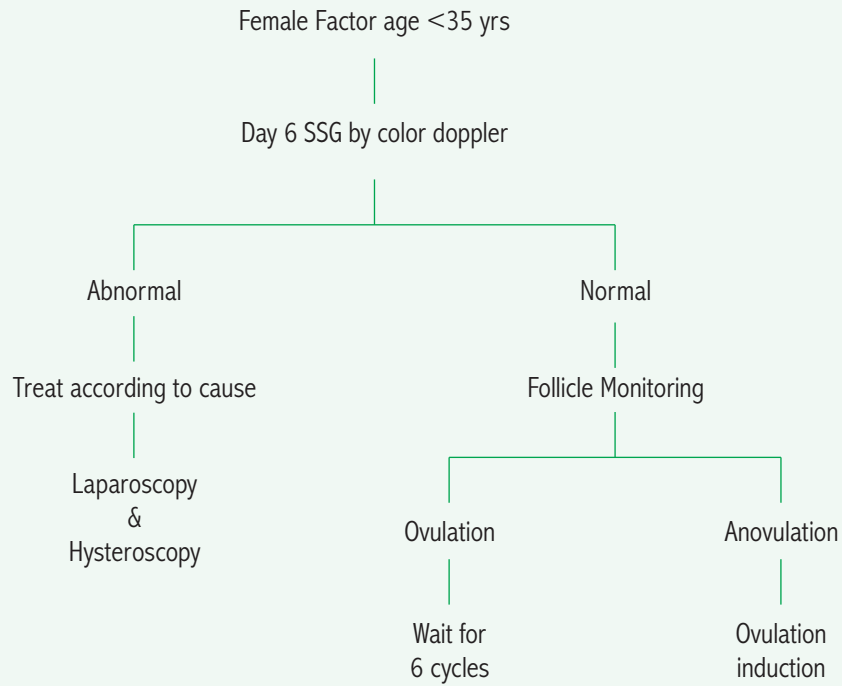 Female Factor age <35 yrs
Day 6 SSG by color doppler
Abnormal
Normal
Treat according to cause
Follicle Monitoring
Laparoscopy
&
Hysteroscopy
Ovulation
Anovulation
Wait for
6 cycles
Ovulation
induction